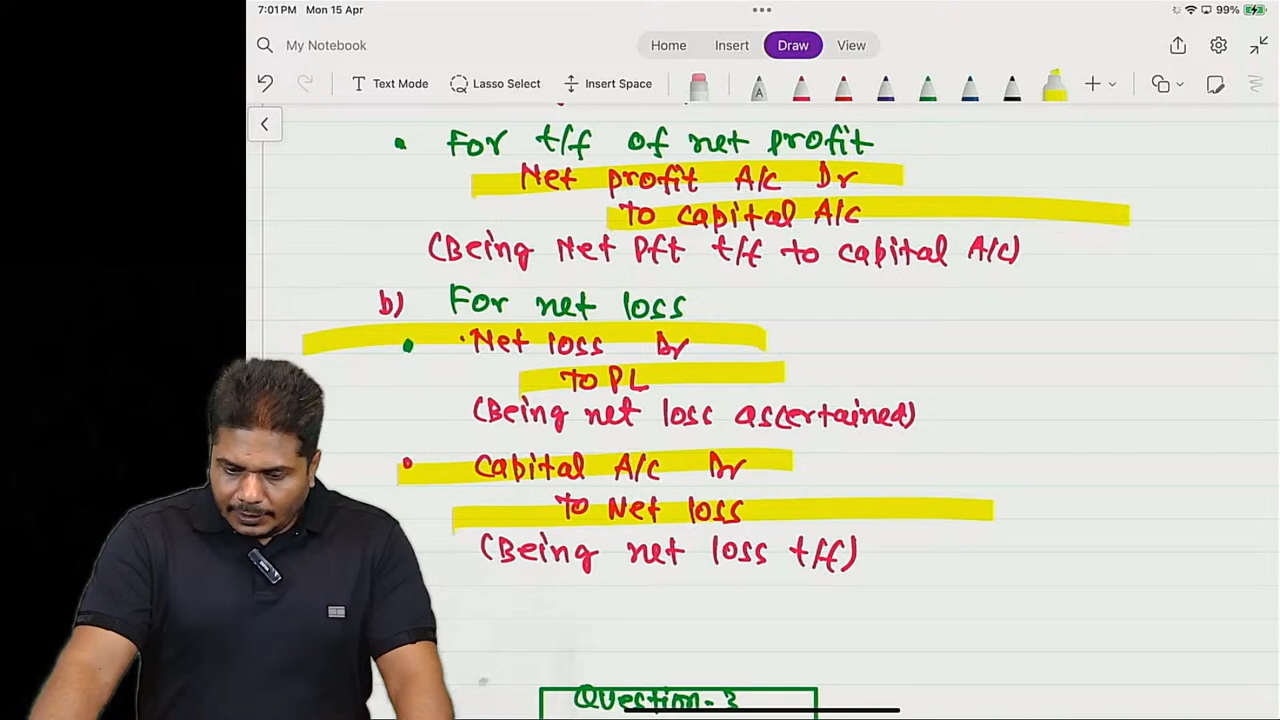 7:01 PM Mon 15 Apr
99%
My Notebook
Home Insert Draw View
Text Mode Lasso Select Insert Space
• For t/f of net profit
Net profit A/c Dr
To capital A/c
(Being Net Pft t/f to capital A/c)
b) For net loss
• Net loss Dr
To PL
(Being net loss ascertained)
• Capital A/c Dr
To Net loss
(Being net loss t/f)
Question-3